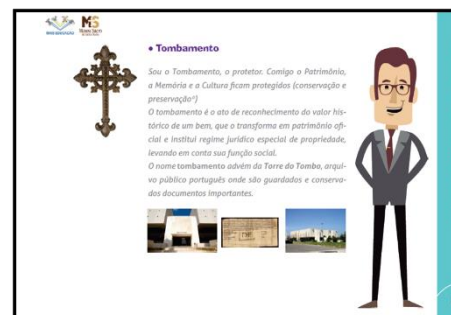 MS
• Tombamento
Sou o Tombamento, o protetor. Comigo o Patrimônio,
a Memória e a Cultura ficam protegidos (conservação e
preservação*)
O tombamento é o ato de reconhecimento do valor his-
tórico de um bem, que o transforma em patrimônio ofi-
cial e institui regime jurídico especial de propriedade,
levando em conta sua função social.
O nome tombamento advém da Torre do Tombo, arqui-
vo público português onde são guardados e conserva-
dos documentos importantes.